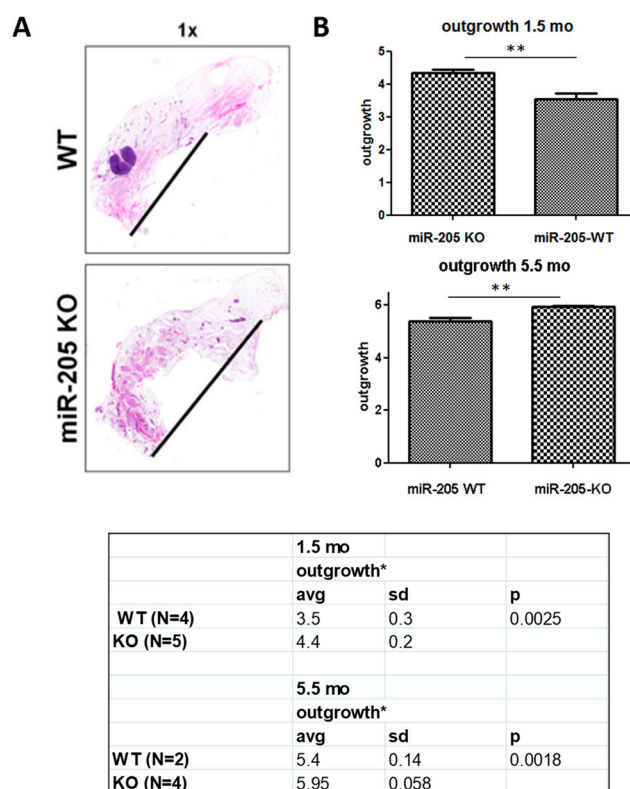 A
1x
WT
miR-205 KO
B
outgrowth 1.5 mo
**
5
4
3
2
1
0
outgrowth
miR-205 KO miR-205-WT
outgrowth 5.5 mo
**
6
4
2
0
outgrowth
miR-205 WT miR-205-KO
1.5 mo
outgrowth*
avg sd p
WT (N=4) 3.5 0.3 0.0025
KO (N=5) 4.4 0.2
5.5 mo
outgrowth*
avg sd p
WT (N=2) 5.4 0.14 0.0018
KO (N=4) 5.95 0.058